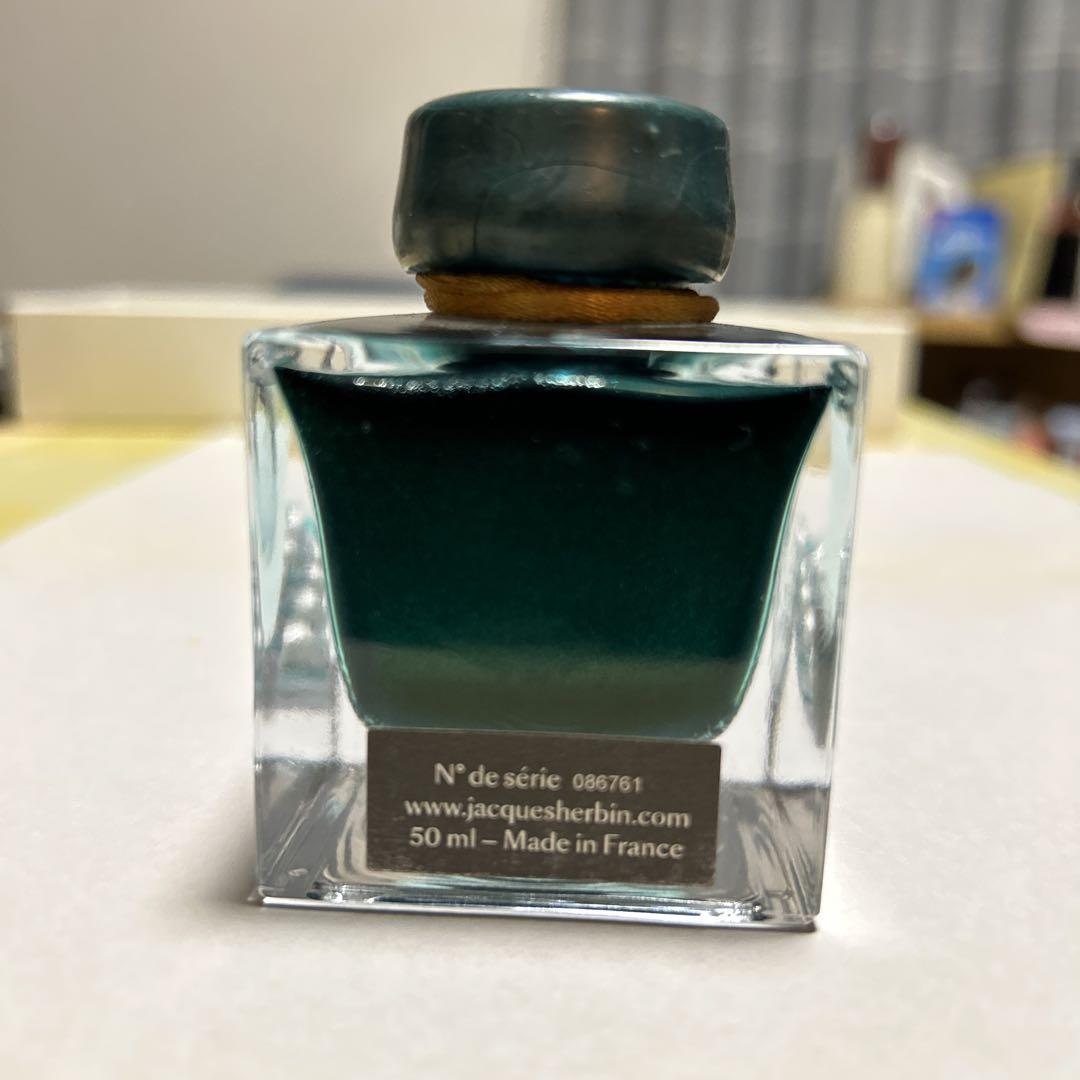 N° de série 086761
www.jacquesherbin.com
50 ml – Made in France